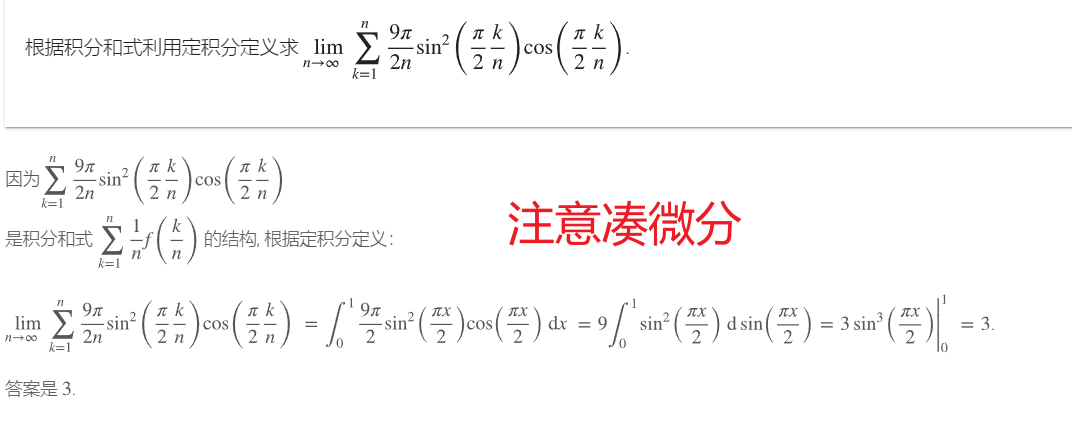 根据积分和式利用定积分定义求 $\lim_{n\to\infty} \sum_{k=1}^{n} \frac{9\pi}{2n} \sin^2\left(\frac{\pi}{2}\frac{k}{n}\right)\cos\left(\frac{\pi}{2}\frac{k}{n}\right)$.
因为 $\sum_{k=1}^{n} \frac{9\pi}{2n} \sin^2\left(\frac{\pi}{2}\frac{k}{n}\right)\cos\left(\frac{\pi}{2}\frac{k}{n}\right)$
注意凑微分
是积分和式 $\sum_{k=1}^{n} \frac{1}{n} f\left(\frac{k}{n}\right)$ 的结构, 根据定积分定义：
$\lim_{n\to\infty} \sum_{k=1}^{n} \frac{9\pi}{2n} \sin^2\left(\frac{\pi}{2}\frac{k}{n}\right)\cos\left(\frac{\pi}{2}\frac{k}{n}\right) = \int_0^1 \frac{9\pi}{2} \sin^2\left(\frac{\pi x}{2}\right)\cos\left(\frac{\pi x}{2}\right) dx = 9\int_0^1 \sin^2\left(\frac{\pi x}{2}\right) d\sin\left(\frac{\pi x}{2}\right) = 3\sin^3\left(\frac{\pi x}{2}\right)\Big|_0^1 = 3.$
答案是 3.